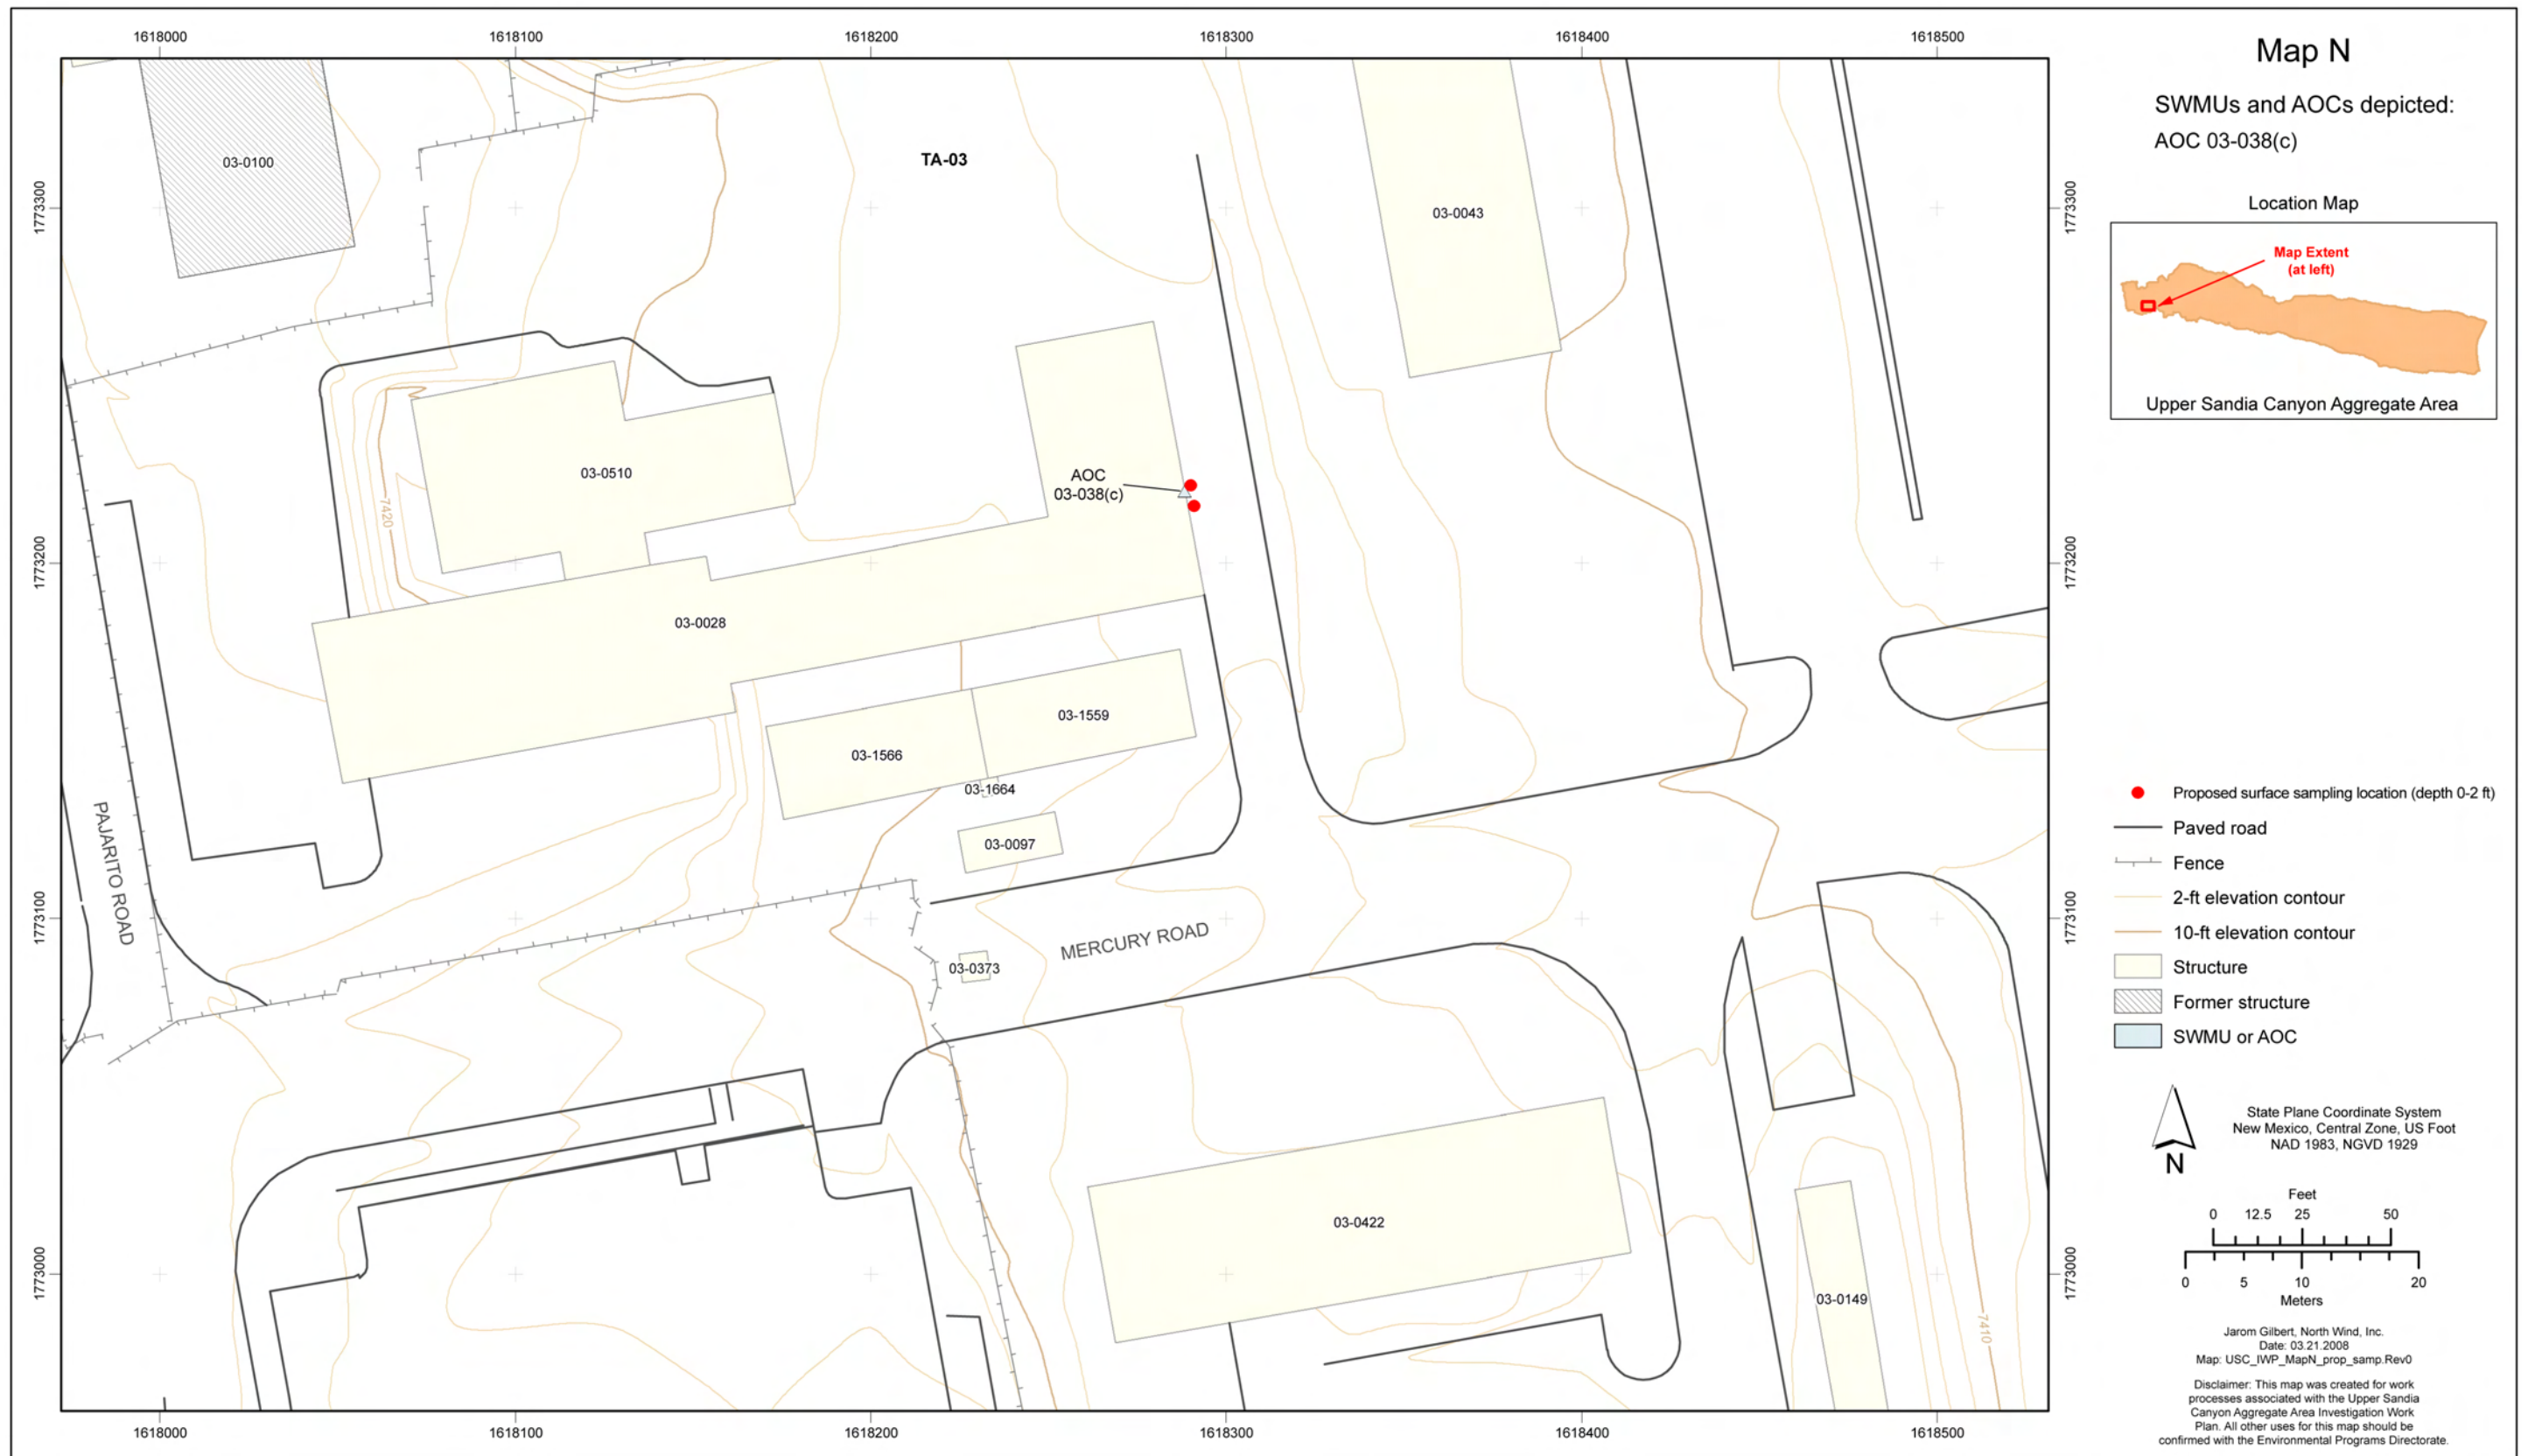 1618000
1618100
1618200
1618300
1618400
1618500
Map N
SWMUs and AOCs depicted:
AOC 03-038(c)
Location Map
Map Extent
(at left)
Upper Sandia Canyon Aggregate Area
1773300
1773200
1773100
1773000
TA-03
03-0100
03-0043
03-0510
AOC
03-038(c)
7420
03-0028
03-1559
03-1566
03-1664
03-0097
PAJARITO ROAD
MERCURY ROAD
03-0373
03-0422
03-0149
7410
1773300
1773200
1773100
1773000
Proposed surface sampling location (depth 0-2 ft)
Paved road
Fence
2-ft elevation contour
10-ft elevation contour
Structure
Former structure
SWMU or AOC
N
State Plane Coordinate System
New Mexico, Central Zone, US Foot
NAD 1983, NGVD 1929
Feet
0 12.5 25 50
0 5 10 20
Meters
Jarom Gilbert, North Wind, Inc.
Date: 03.21.2008
Map: USC_IWP_MapN_prop_samp.Rev0
Disclaimer: This map was created for work
processes associated with the Upper Sandia
Canyon Aggregate Area Investigation Work
Plan. All other uses for this map should be
confirmed with the Environmental Programs Directorate.
1618000
1618100
1618200
1618300
1618400
1618500